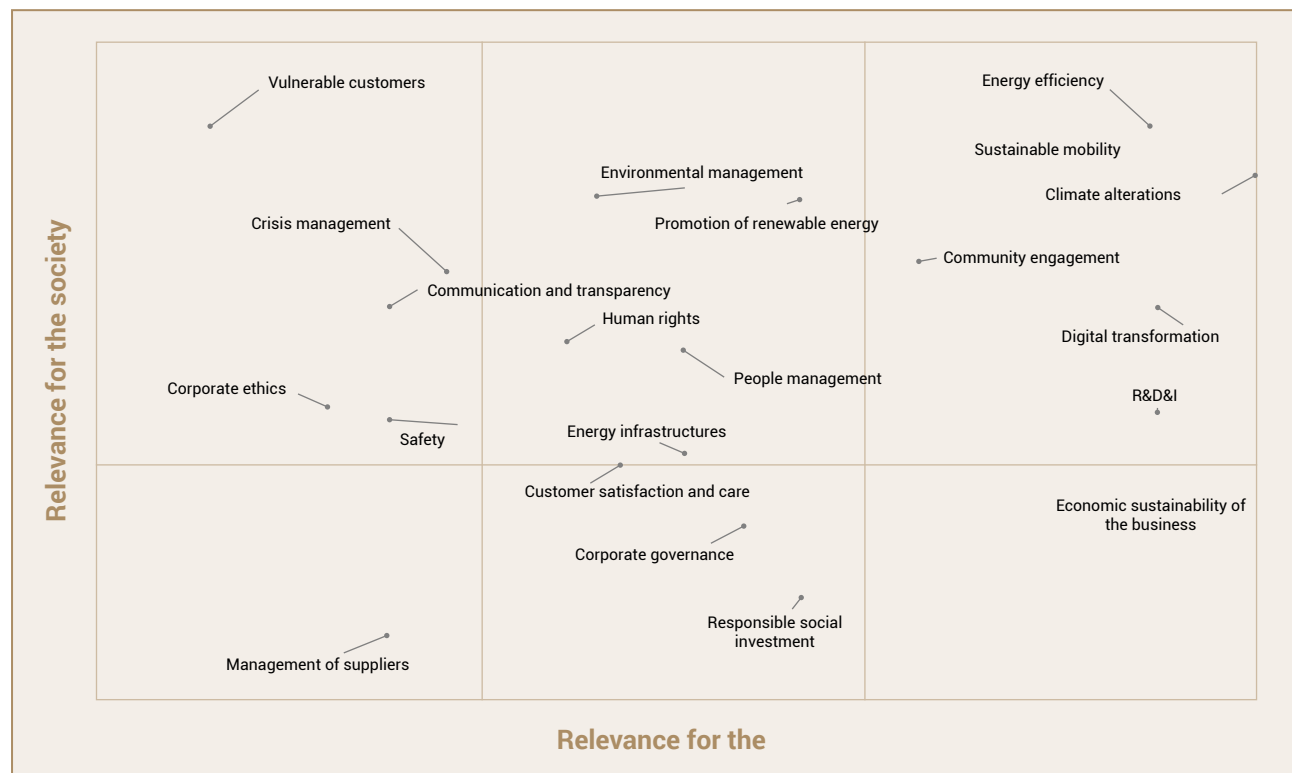 Vulnerable customers
Energy efficiency
Sustainable mobility
Environmental management
Climate alterations
Promotion of renewable energy
Crisis management
Community engagement
Communication and transparency
Human rights
Digital transformation
People management
Corporate ethics
R&D&I
Safety
Energy infrastructures
Customer satisfaction and care
Economic sustainability of
the business
Corporate governance
Responsible social
investment
Management of suppliers
Relevance for the society
Relevance for the